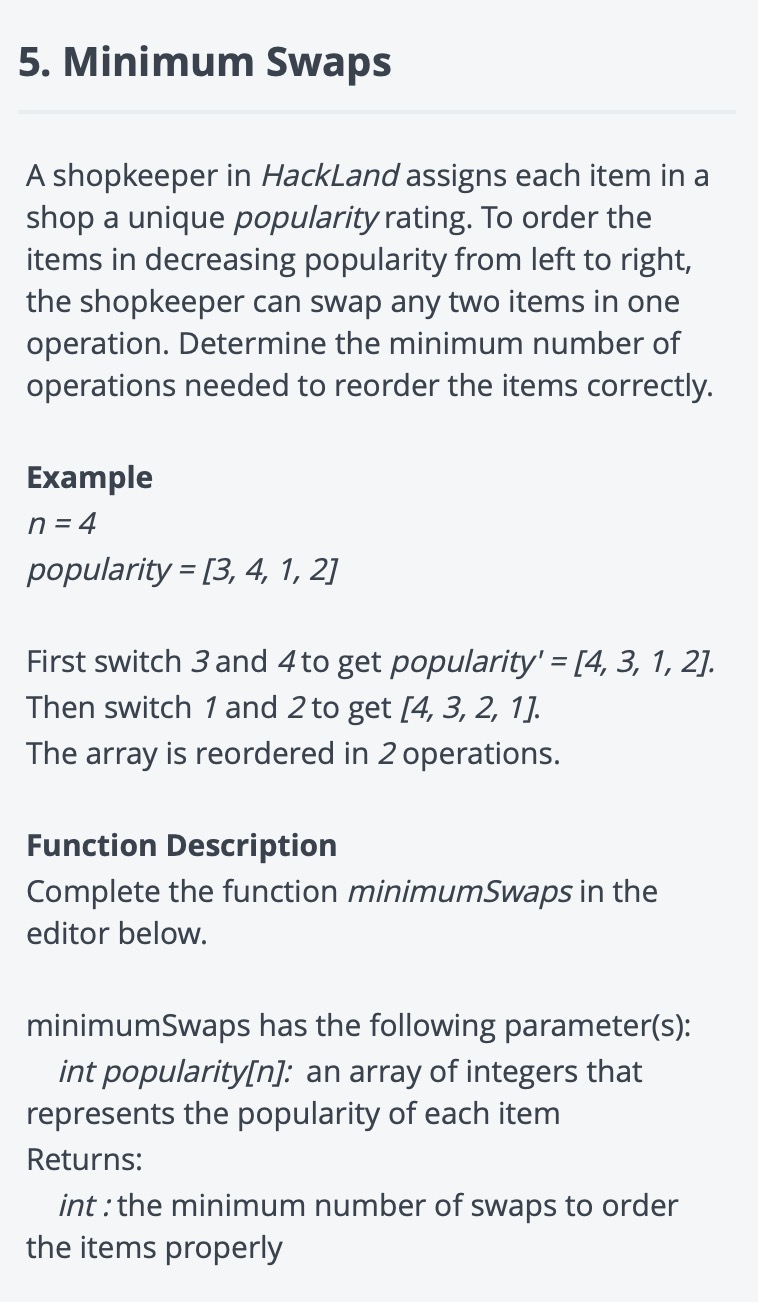 5. Minimum Swaps
A shopkeeper in HackLand assigns each item in a
shop a unique popularity rating. To order the
items in decreasing popularity from left to right,
the shopkeeper can swap any two items in one
operation. Determine the minimum number of
operations needed to reorder the items correctly.
Example
n = 4
popularity = [3, 4, 1, 2]
First switch 3 and 4 to get popularity' = [4, 3, 1, 2].
Then switch 1 and 2 to get [4, 3, 2, 1].
The array is reordered in 2 operations.
Function Description
Complete the function minimumSwaps in the
editor below.
minimumSwaps has the following parameter(s):
int popularity[n]: an array of integers that
represents the popularity of each item
Returns:
int : the minimum number of swaps to order
the items properly